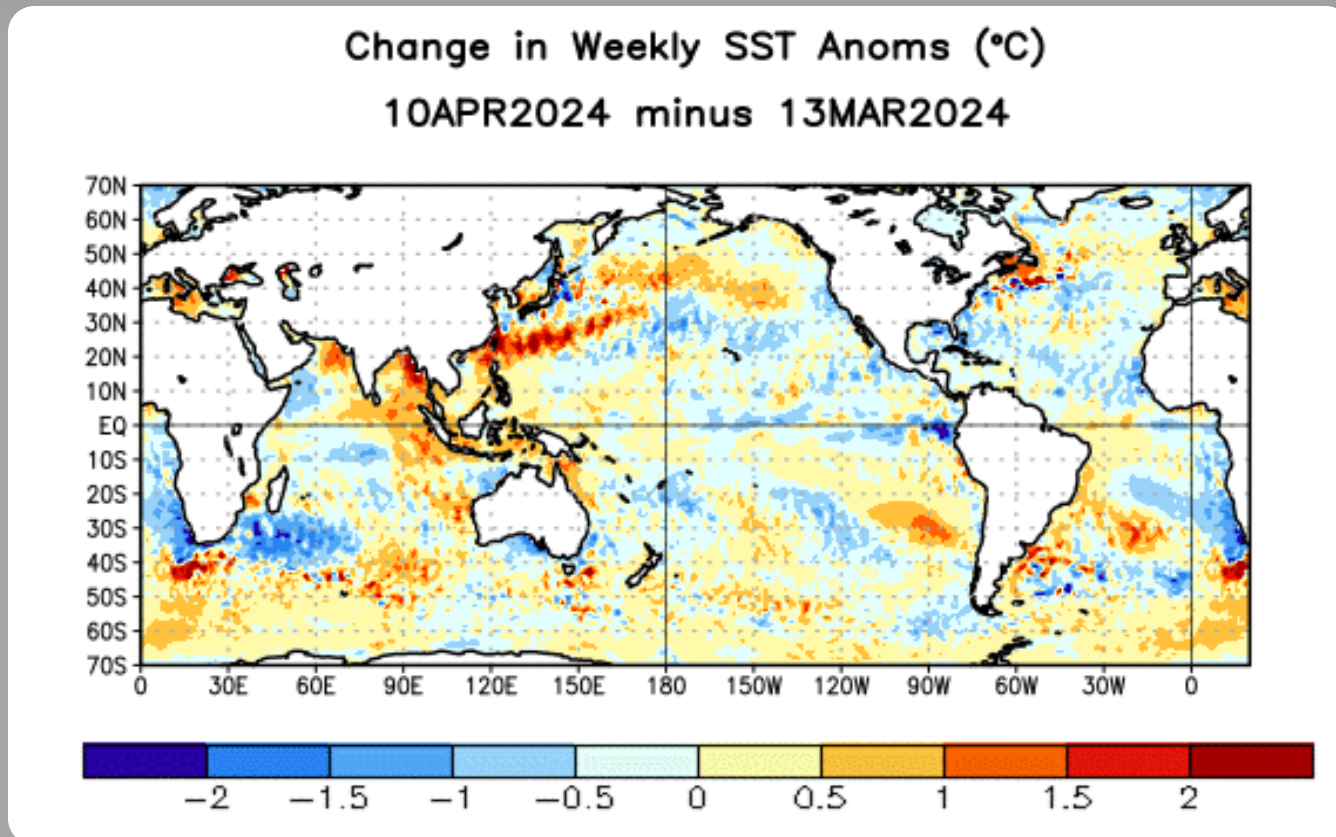 Change in Weekly SST Anoms (°C)
10APR2024 minus 13MAR2024
70N
60N
50N
40N
30N
20N
10N
EQ
10S
20S
30S
40S
50S
60S
70S
0 30E 60E 90E 120E 150E 180 150W 120W 90W 60W 30W 0
−2 −1.5 −1 −0.5 0 0.5 1 1.5 2